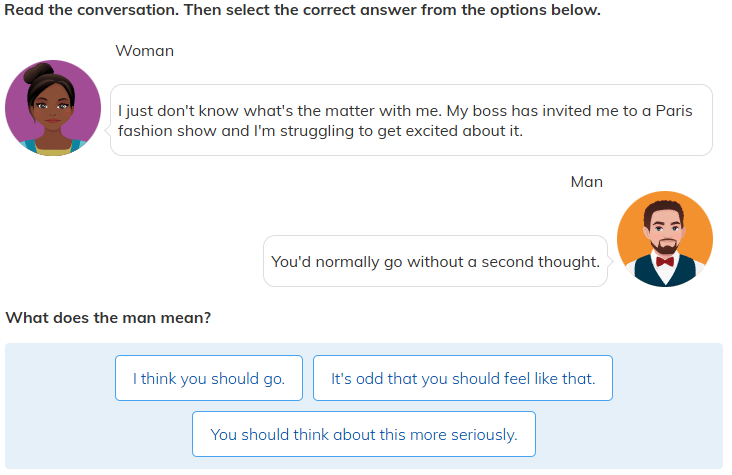 Read the conversation. Then select the correct answer from the options below.
Woman
I just don't know what's the matter with me. My boss has invited me to a Paris
fashion show and I'm struggling to get excited about it.
Man
You'd normally go without a second thought.
What does the man mean?
I think you should go.
It's odd that you should feel like that.
You should think about this more seriously.